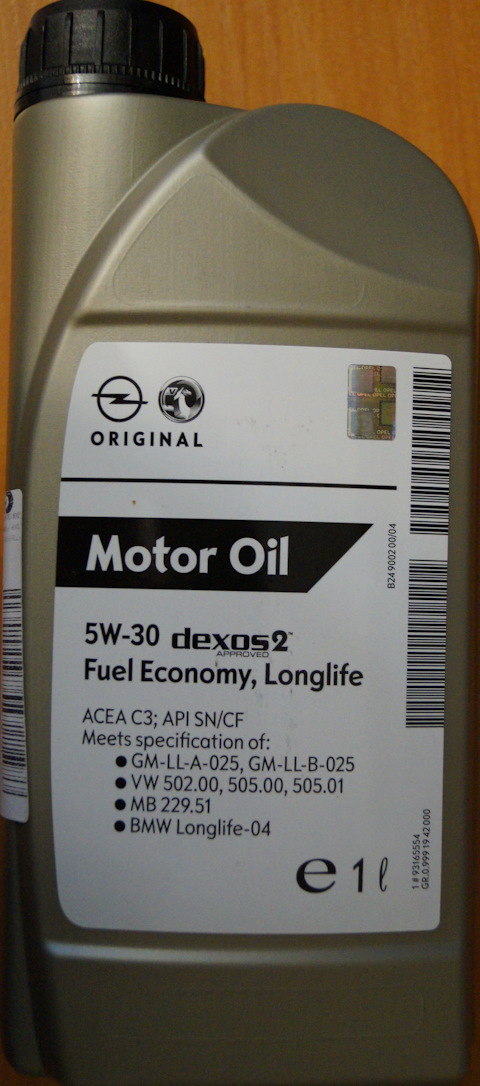 ORIGINAL
Motor Oil
5W-30 dexos2™
APPROVED
Fuel Economy, Longlife
ACEA C3; API SN/CF
Meets specification of:
● GM-LL-A-025, GM-LL-B-025
● VW 502.00, 505.00, 505.01
● MB 229.51
● BMW Longlife-04
e 1 ℓ
B24 9002 00/04
1 # 93165554
GR.0.999 19 42 000